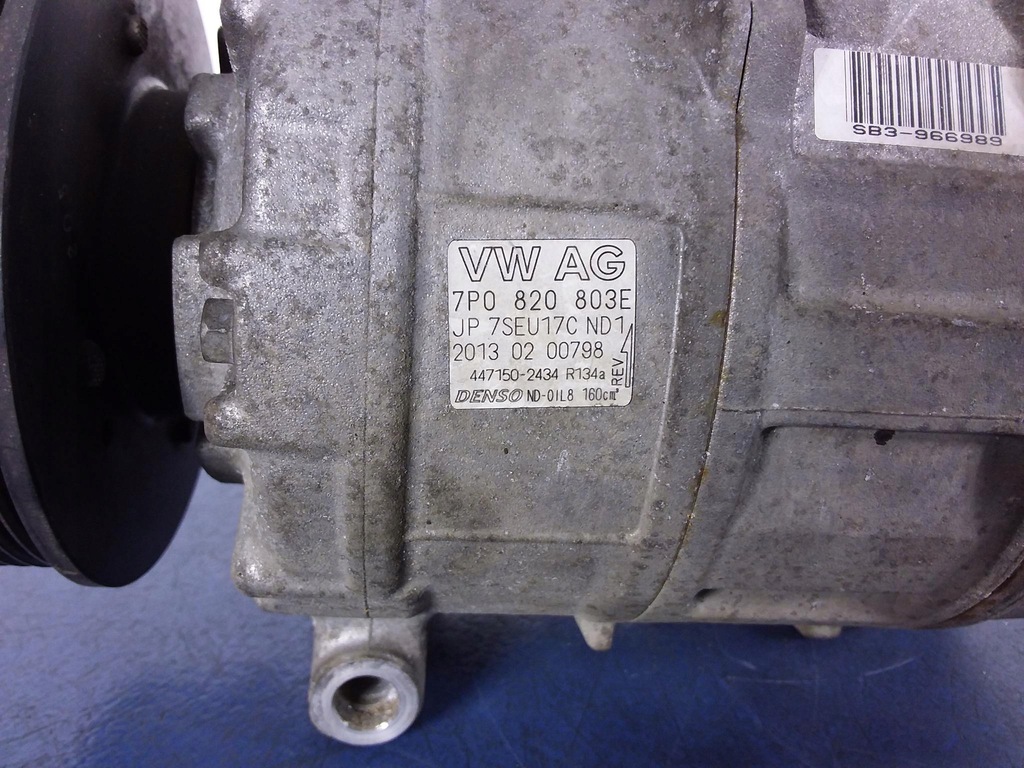 SB3-966989
VW AG
7P0 820 803E
JP 7SEU17C ND1
2013 02 00798
447150-2434 R134a
DENSO ND-OIL8 160cm³
REV